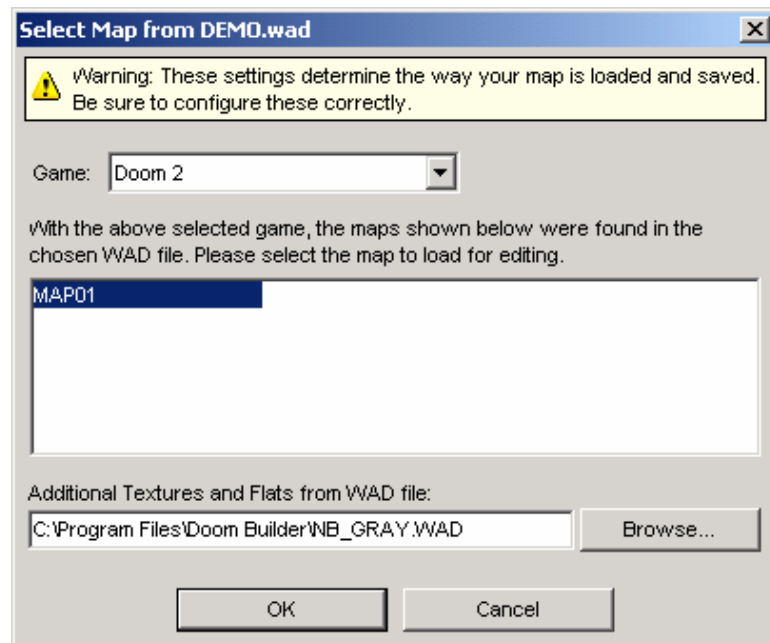 Select Map from DEMO.wad
Warning: These settings determine the way your map is loaded and saved.
Be sure to configure these correctly.
Game: Doom 2
With the above selected game, the maps shown below were found in the
chosen WAD file. Please select the map to load for editing.
MAP01
Additional Textures and Flats from WAD file:
C:\Program Files\Doom Builder\NB_GRAY.WAD Browse...
OK Cancel